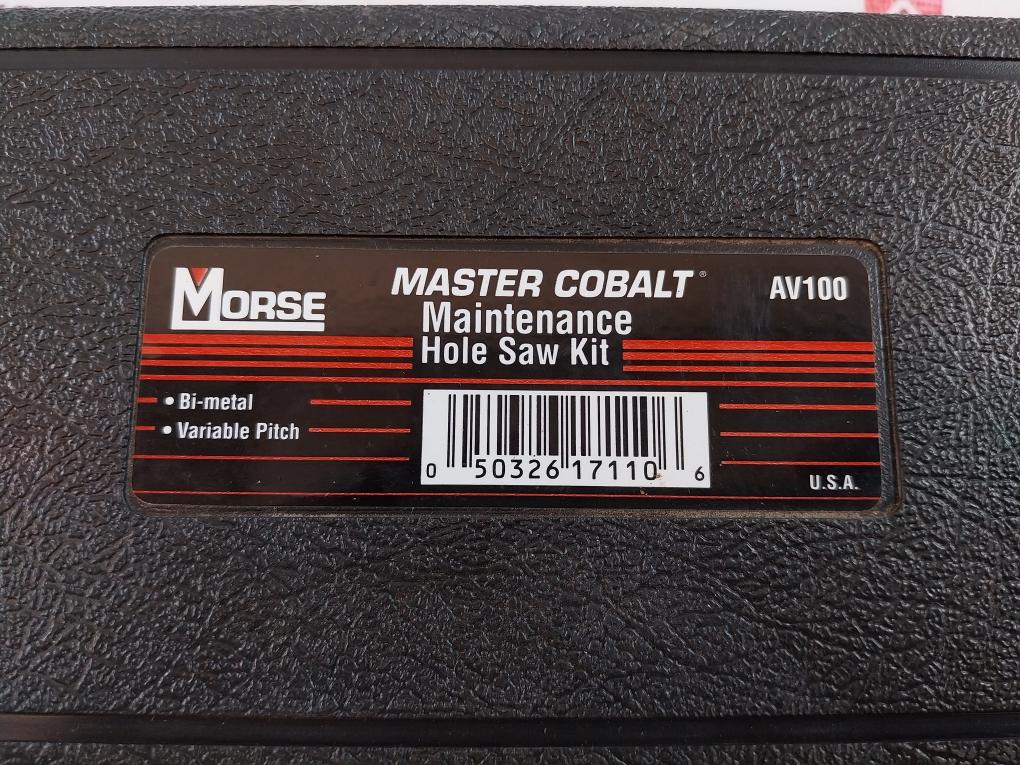 MORSE
MASTER COBALT®
AV100
Maintenance
Hole Saw Kit
• Bi-metal
• Variable Pitch
0 50326 17110 6
U.S.A.